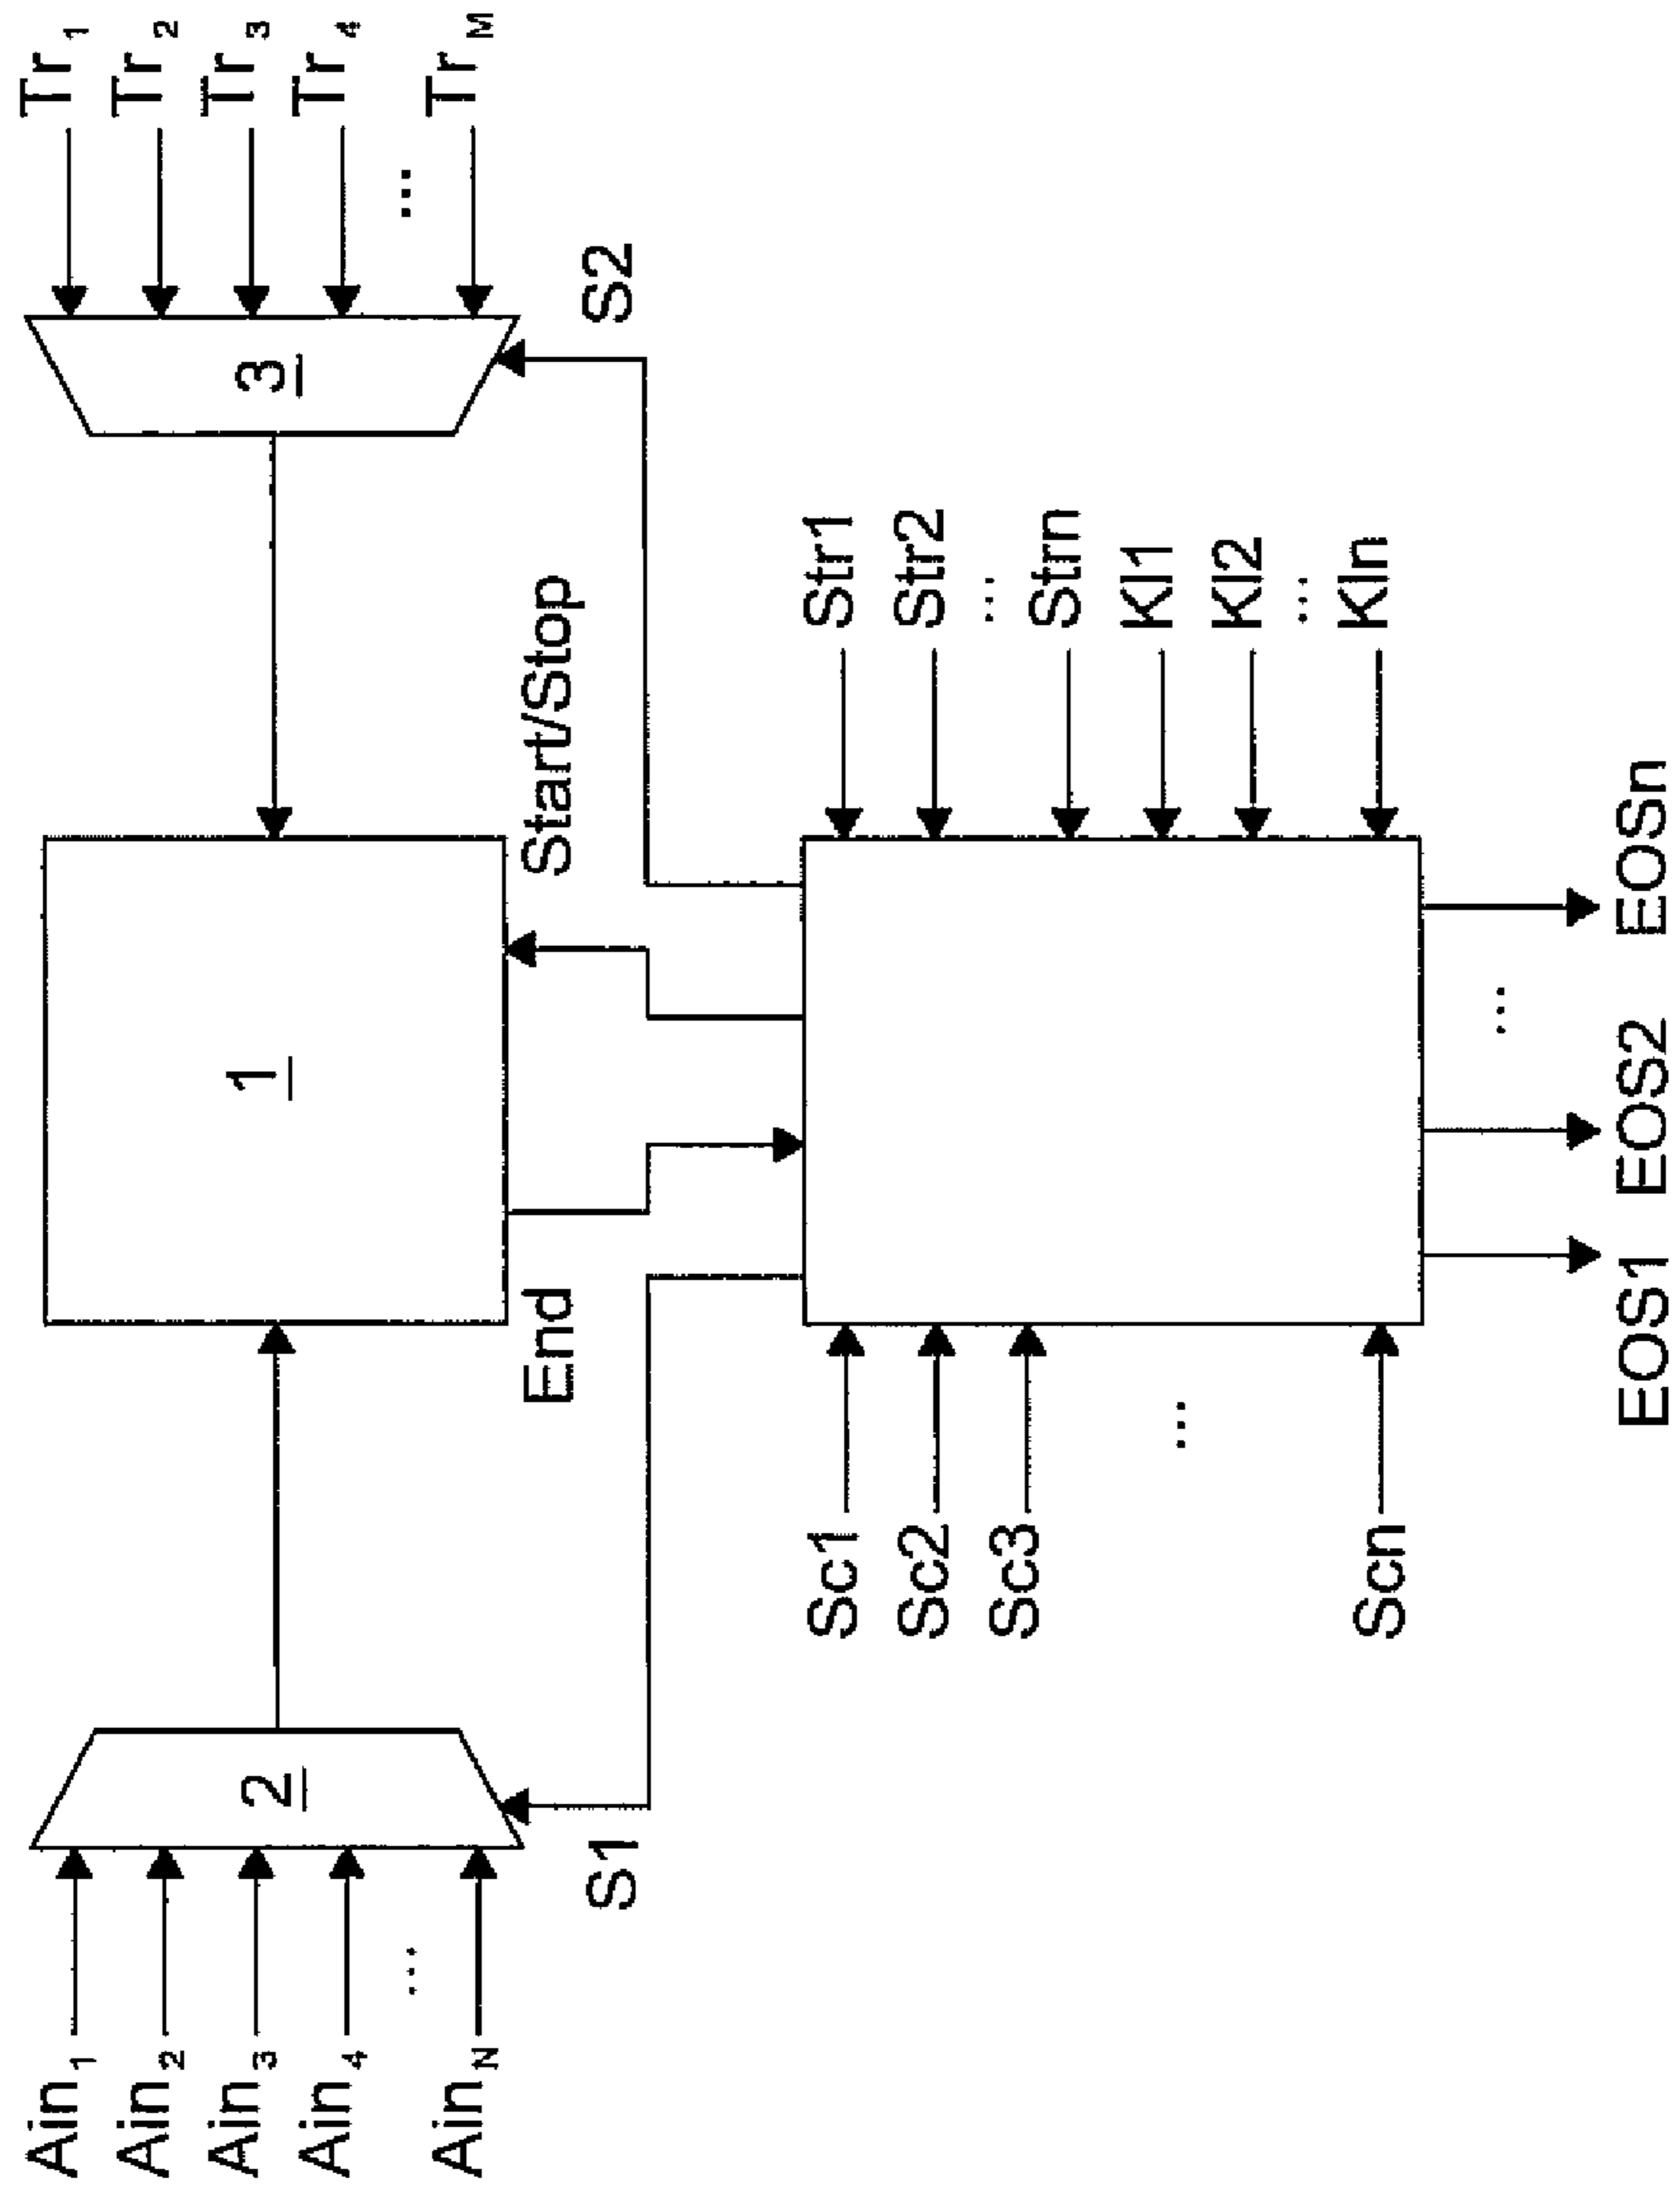 Ain1
Ain2
Ain3
Ain4
...
AinN
2
S1
1
End
Start/Stop
3
S2
Tr1
Tr2
Tr3
Tr4
...
TrM
Sc1
Sc2
Sc3
...
Scn
Str1
Str2
...
Strn
Kl1
Kl2
...
Kln
EOS1 EOS2 ... EOSn